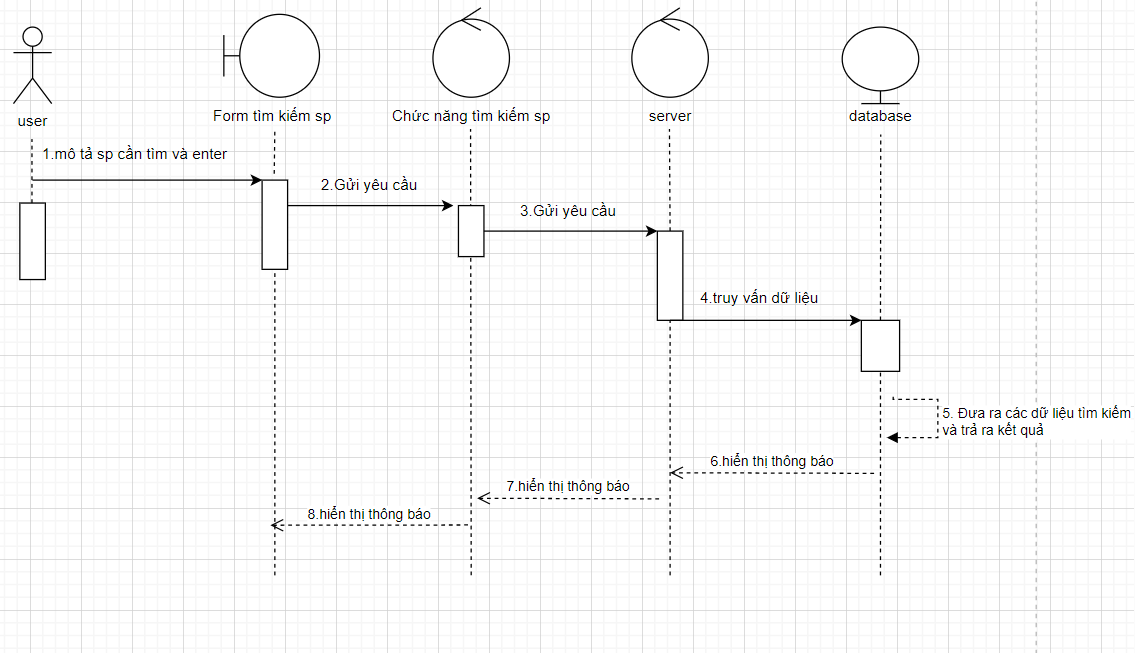 user
Form tìm kiếm sp
Chức năng tìm kiếm sp
server
database
1.mô tả sp cần tìm và enter
2.Gửi yêu cầu
3.Gửi yêu cầu
4.truy vấn dữ liệu
5. Đưa ra các dữ liệu tìm kiếm
và trả ra kết quả
6.hiển thị thông báo
7.hiển thị thông báo
8.hiển thị thông báo